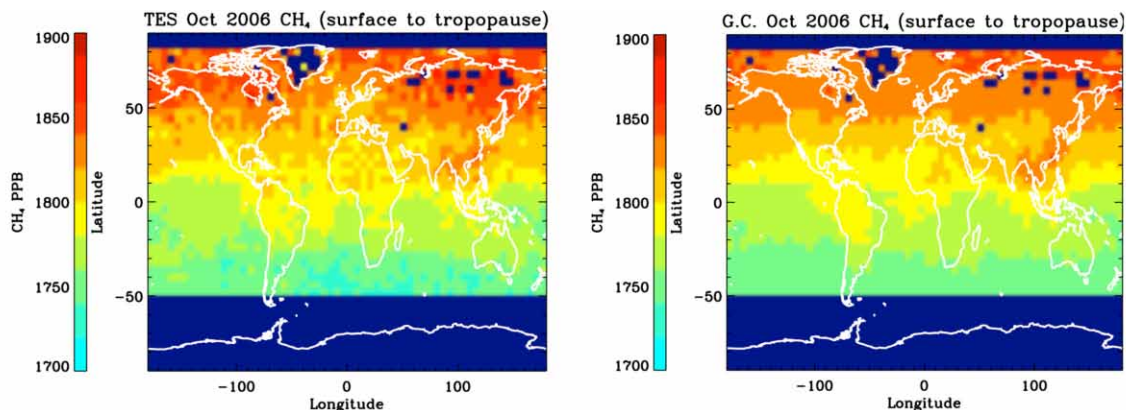 TES Oct 2006 CH₄ (surface to tropopause)
1900
1850
1800
1750
1700
CH₄ PPB
Latitude
50
0
−50
−100
0
100
Longitude
G.C. Oct 2006 CH₄ (surface to tropopause)
1900
1850
1800
1750
1700
CH₄ PPB
Latitude
50
0
−50
−100
0
100
Longitude